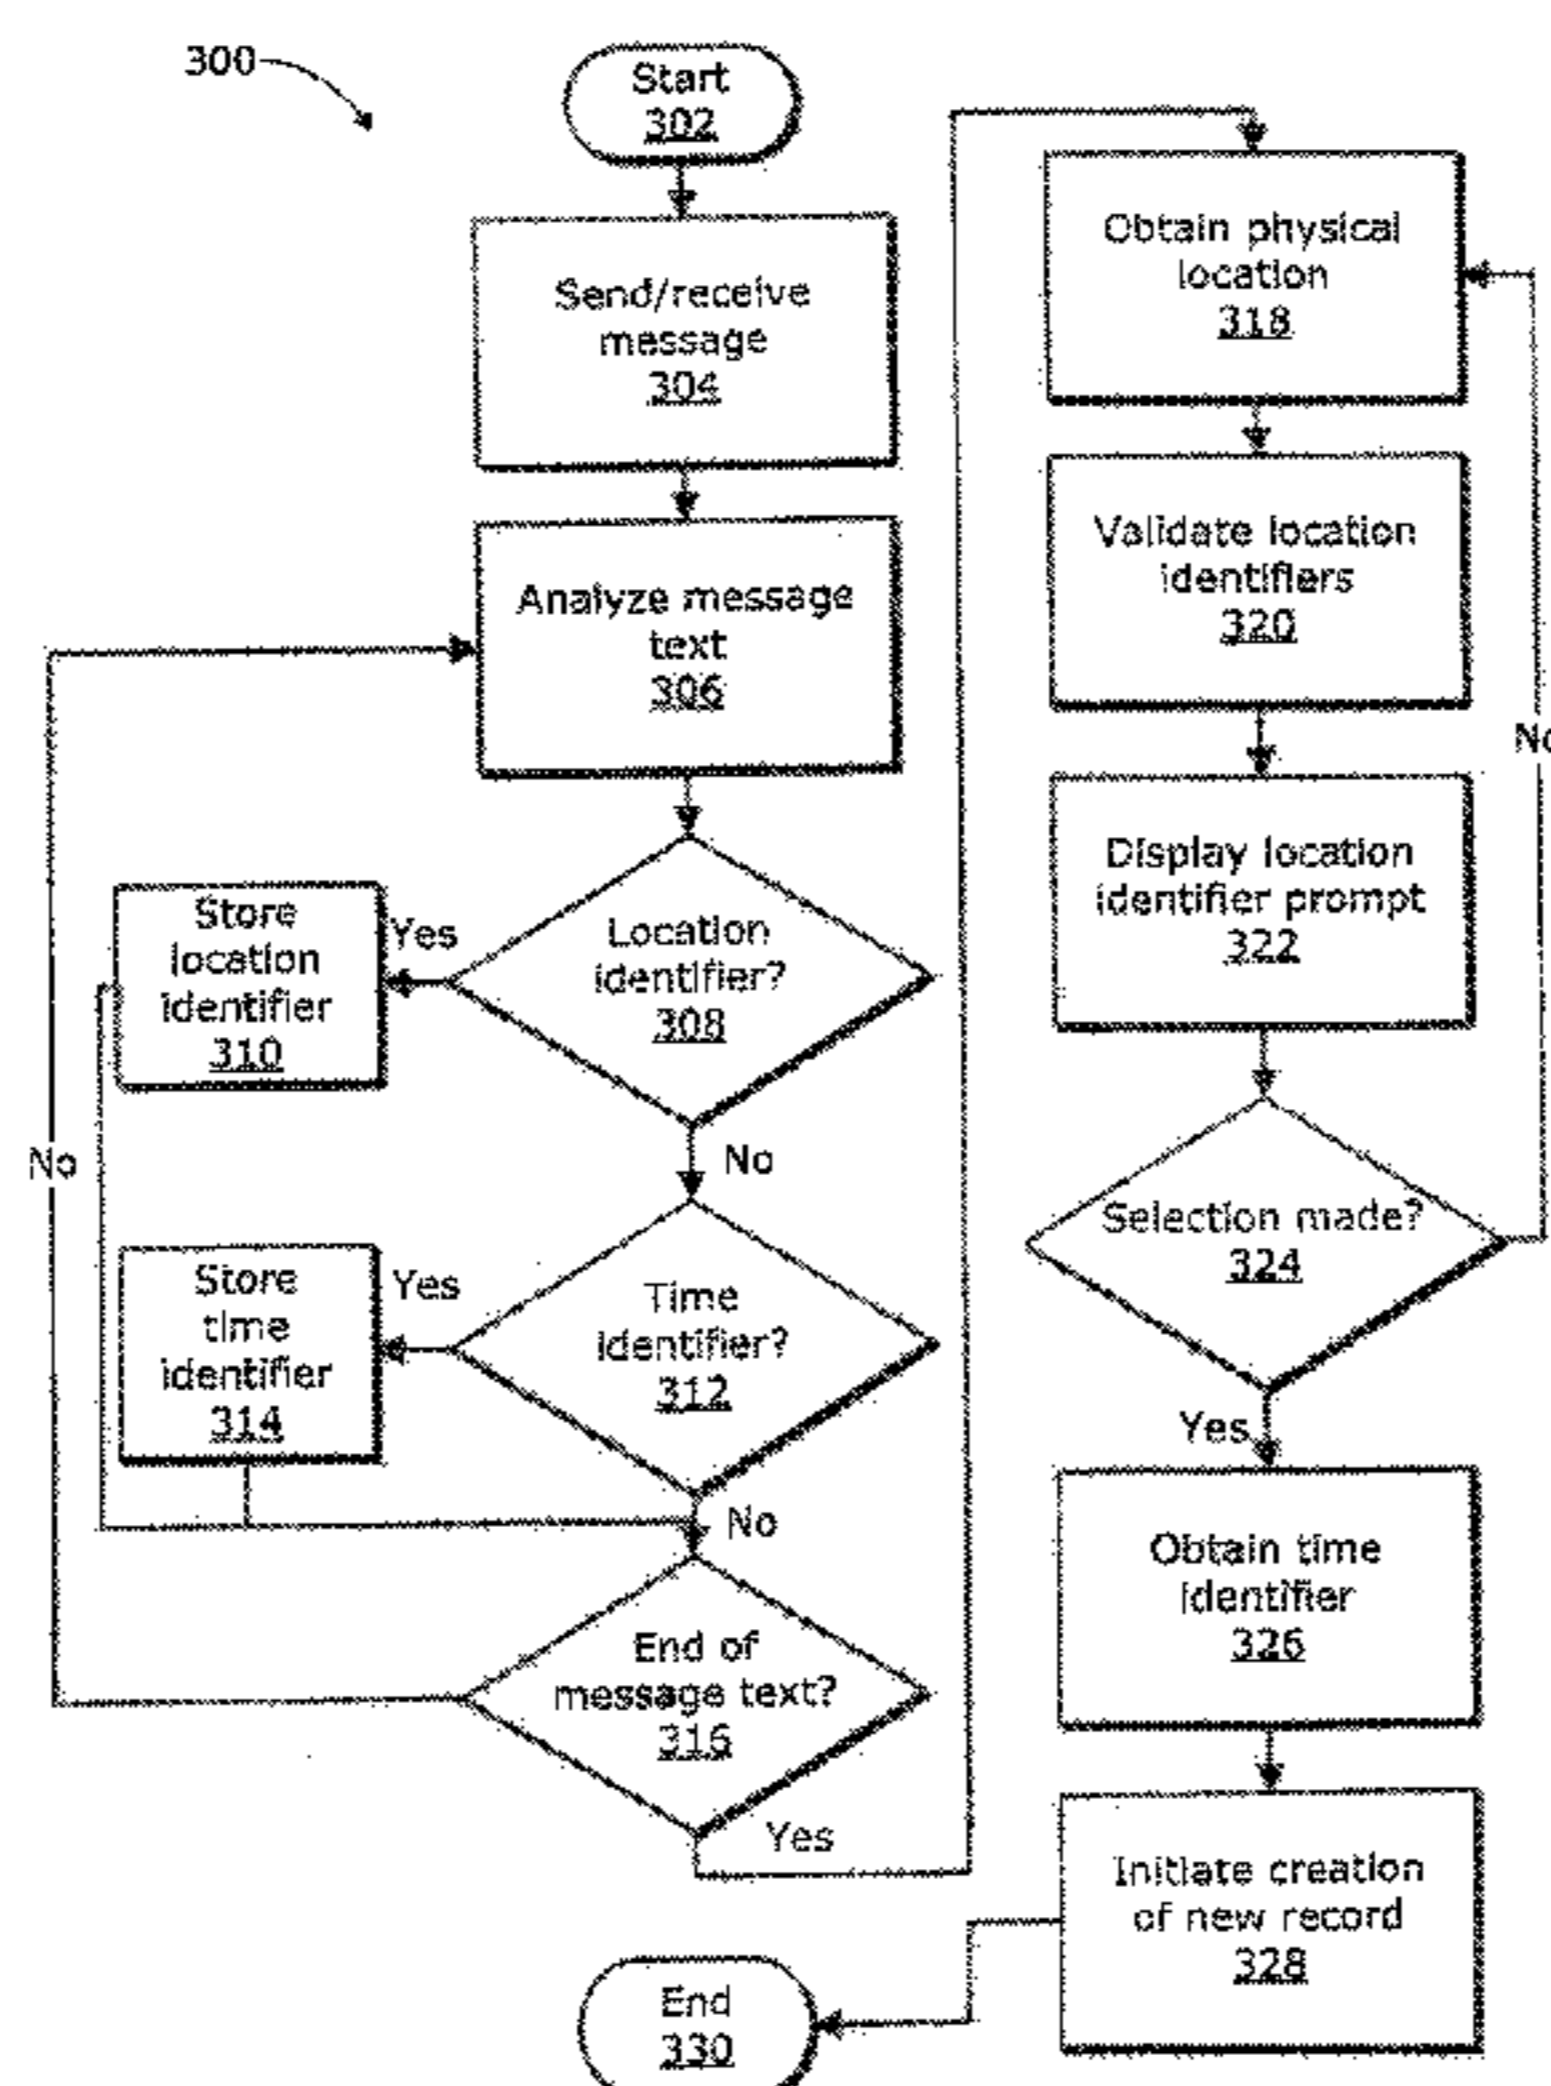 300
Start
302
Send/receive
message
304
Analyze message
text
306
Location
identifier?
308
Yes
Store
location
identifier
310
No
Time
identifier?
312
Yes
Store
time
identifier
314
No
End of
message text?
316
No
Yes
Obtain physical
location
318
Validate location
identifiers
320
Display location
identifier prompt
322
Selection made?
324
No
Yes
Obtain time
identifier
326
Initiate creation
of new record
328
End
330